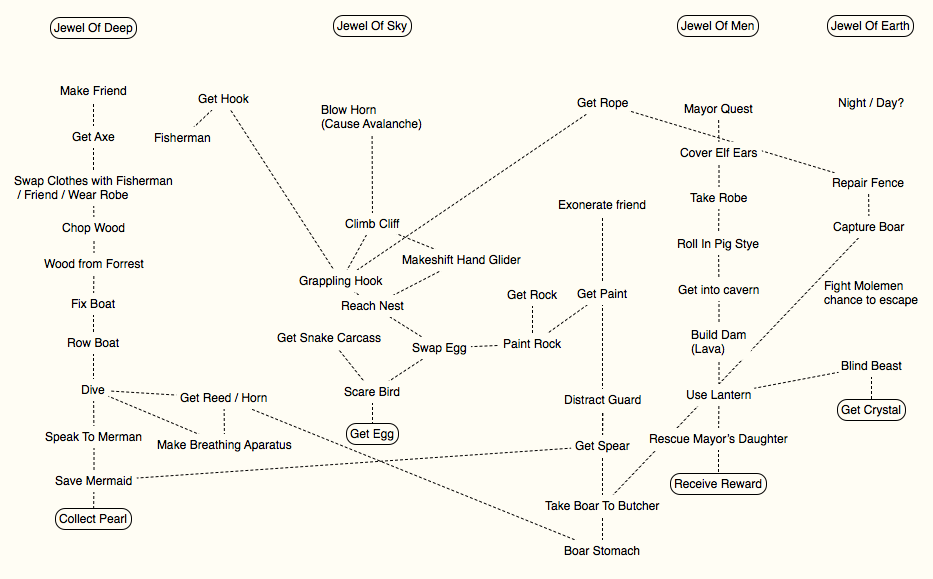 Jewel Of Deep
Jewel Of Sky
Jewel Of Men
Jewel Of Earth
Make Friend
Get Hook
Blow Horn
(Cause Avalanche)
Get Rope
Mayor Quest
Night / Day?
Get Axe
Fisherman
Cover Elf Ears
Swap Clothes with Fisherman
/ Friend / Wear Robe
Repair Fence
Take Robe
Exonerate friend
Chop Wood
Climb Cliff
Capture Boar
Roll In Pig Stye
Wood from Forrest
Makeshift Hand Glider
Grappling Hook
Get into cavern
Fight Molemen
chance to escape
Fix Boat
Reach Nest
Get Rock
Get Paint
Row Boat
Get Snake Carcass
Swap Egg
Paint Rock
Build Dam
(Lava)
Blind Beast
Dive
Get Reed / Horn
Scare Bird
Distract Guard
Use Lantern
Get Crystal
Speak To Merman
Make Breathing Aparatus
Get Egg
Get Spear
Rescue Mayor's Daughter
Save Mermaid
Receive Reward
Take Boar To Butcher
Collect Pearl
Boar Stomach